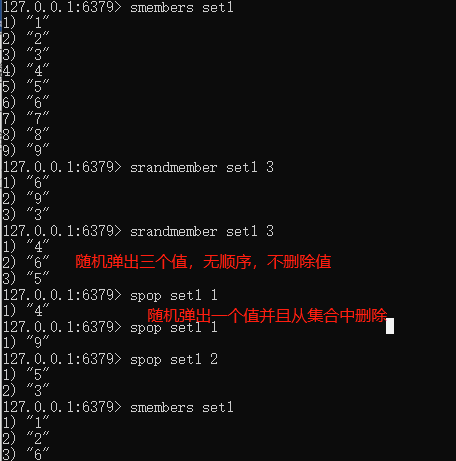 127.0.0.1:6379> smembers set1
1) "1"
2) "2"
3) "3"
4) "4"
5) "5"
6) "6"
7) "7"
8) "8"
9) "9"
127.0.0.1:6379> srandmember set1 3
1) "6"
2) "9"
3) "3"
127.0.0.1:6379> srandmember set1 3
1) "4"
2) "6" 随机弹出三个值，无顺序，不删除值
3) "5"
127.0.0.1:6379> spop set1 1
1) "4" 随机弹出一个值并且从集合中删除
127.0.0.1:6379> spop set1 1
1) "9"
127.0.0.1:6379> spop set1 2
1) "5"
2) "3"
127.0.0.1:6379> smembers set1
1) "1"
2) "2"
3) "6"